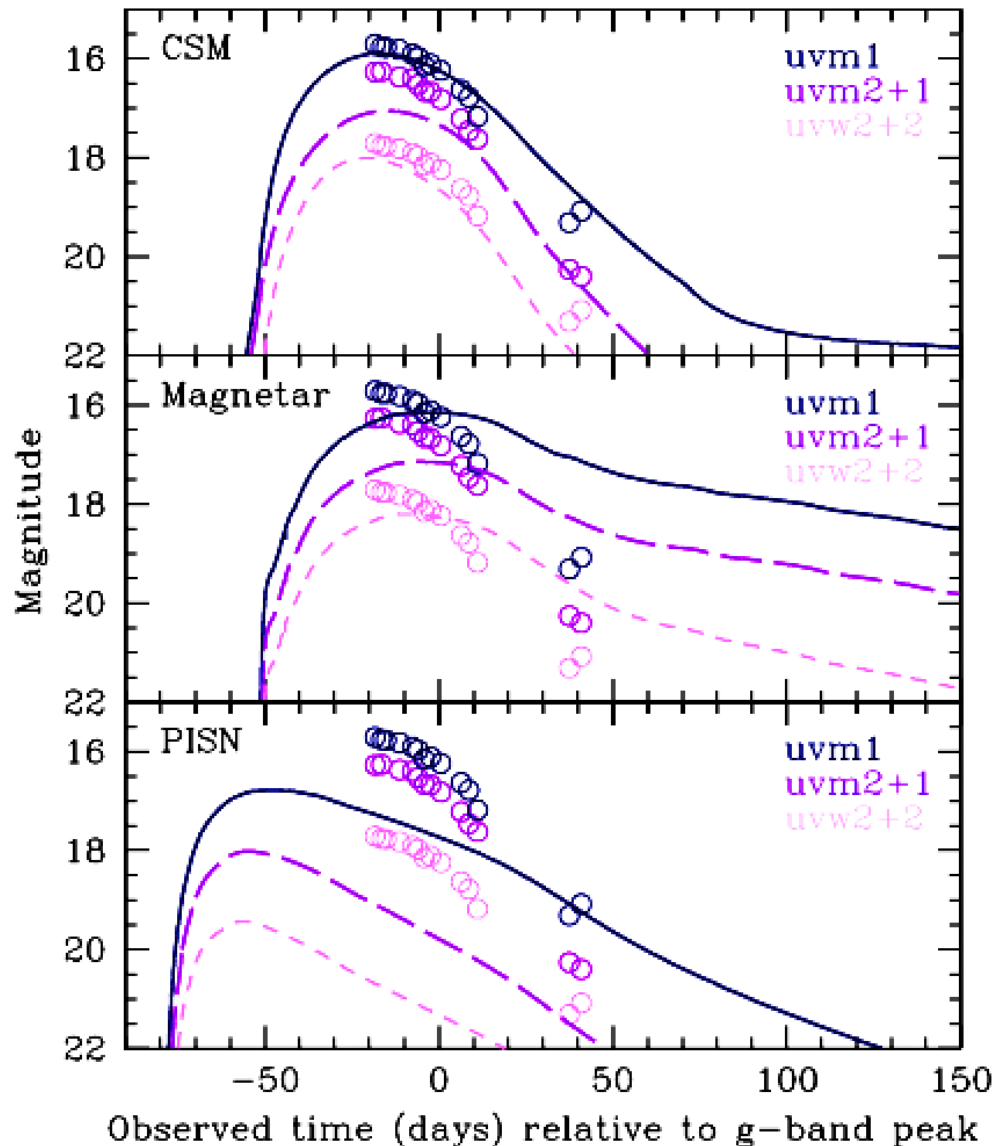 CSM
uvm1
uvm2+1
uvw2+2
16
18
20
22
Magnetar
uvm1
uvm2+1
uvw2+2
16
18
20
22
PISN
uvm1
uvm2+1
uvw2+2
16
18
20
22
Magnitude
−50 0 50 100 150
Observed time (days) relative to g−band peak